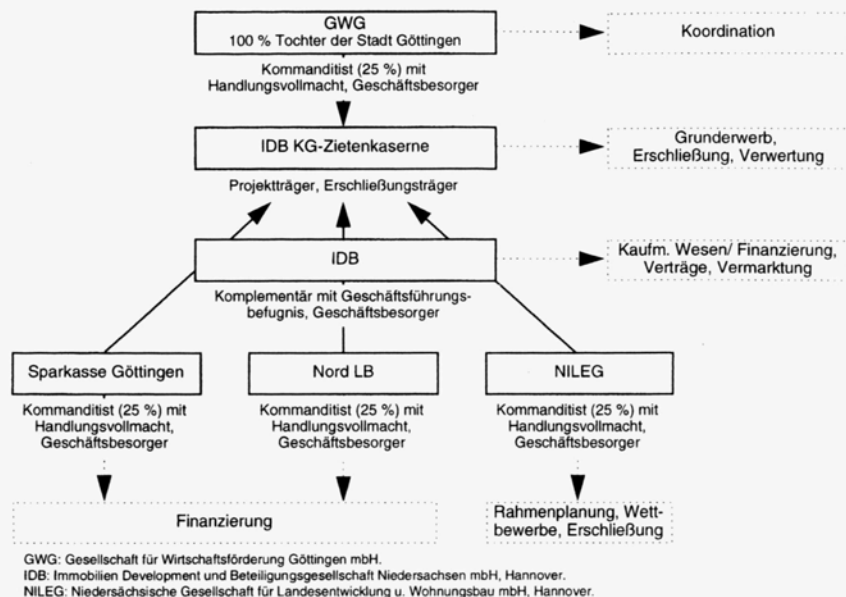 GWG
100 % Tochter der Stadt Göttingen
Koordination
Kommanditist (25 %) mit
Handlungsvollmacht, Geschäftsbesorger
IDB KG-Zietenkaserne
Grunderwerb,
Erschließung, Verwertung
Projektträger, Erschließungsträger
IDB
Kaufm. Wesen/ Finanzierung,
Verträge, Vermarktung
Komplementär mit Geschäftsführungs-
befugnis, Geschäftsbesorger
Sparkasse Göttingen
Nord LB
NILEG
Kommanditist (25 %) mit
Handlungsvollmacht,
Geschäftsbesorger
Kommanditist (25 %) mit
Handlungsvollmacht,
Geschäftsbesorger
Kommanditist (25 %) mit
Handlungsvollmacht,
Geschäftsbesorger
Finanzierung
Rahmenplanung, Wett-
bewerbe, Erschließung
GWG: Gesellschaft für Wirtschaftsförderung Göttingen mbH.
IDB: Immobilien Development und Beteiligungsgesellschaft Niedersachsen mbH, Hannover.
NILEG: Niedersächsische Gesellschaft für Landesentwicklung u. Wohnungsbau mbH, Hannover.